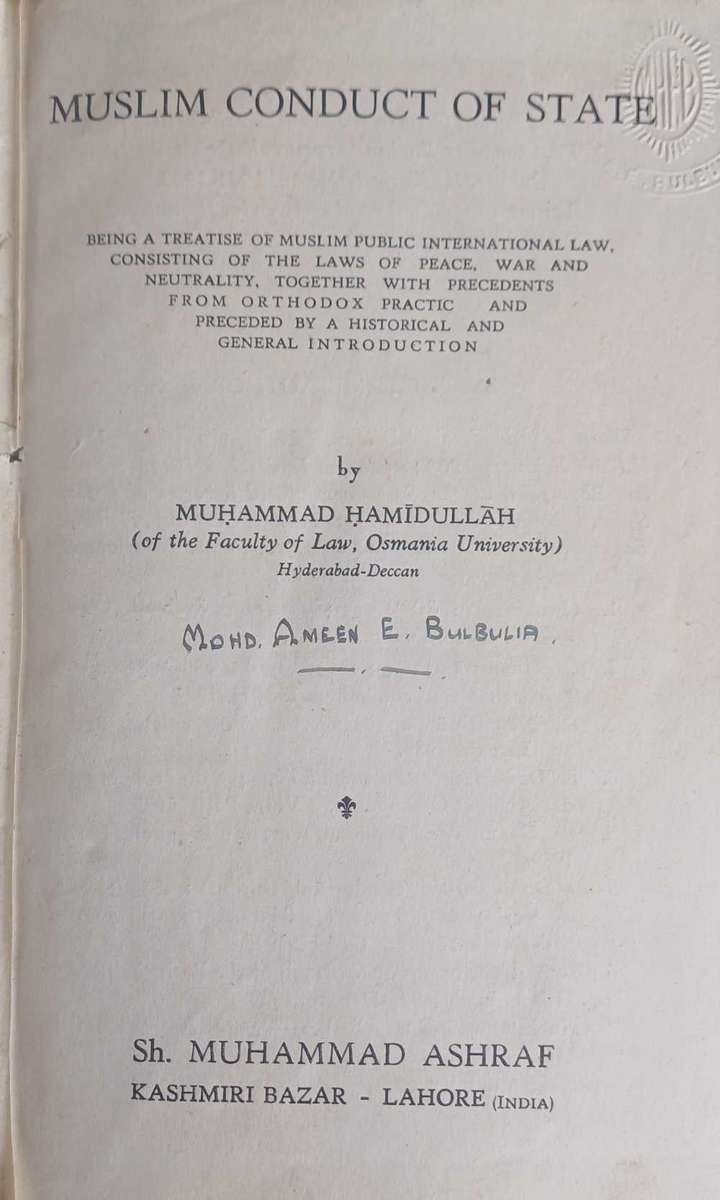 MUSLIM CONDUCT OF STATE
BEING A TREATISE OF MUSLIM PUBLIC INTERNATIONAL LAW,
CONSISTING OF THE LAWS OF PEACE, WAR AND
NEUTRALITY, TOGETHER WITH PRECEDENTS
FROM ORTHODOX PRACTIC AND
PRECEDED BY A HISTORICAL AND
GENERAL INTRODUCTION
by
MUḤAMMAD ḤAMĪDULLĀH
(of the Faculty of Law, Osmania University)
Hyderabad-Deccan
MOHD. AMEEN E. BULBULIA.
Sh. MUHAMMAD ASHRAF
KASHMIRI BAZAR - LAHORE (INDIA)